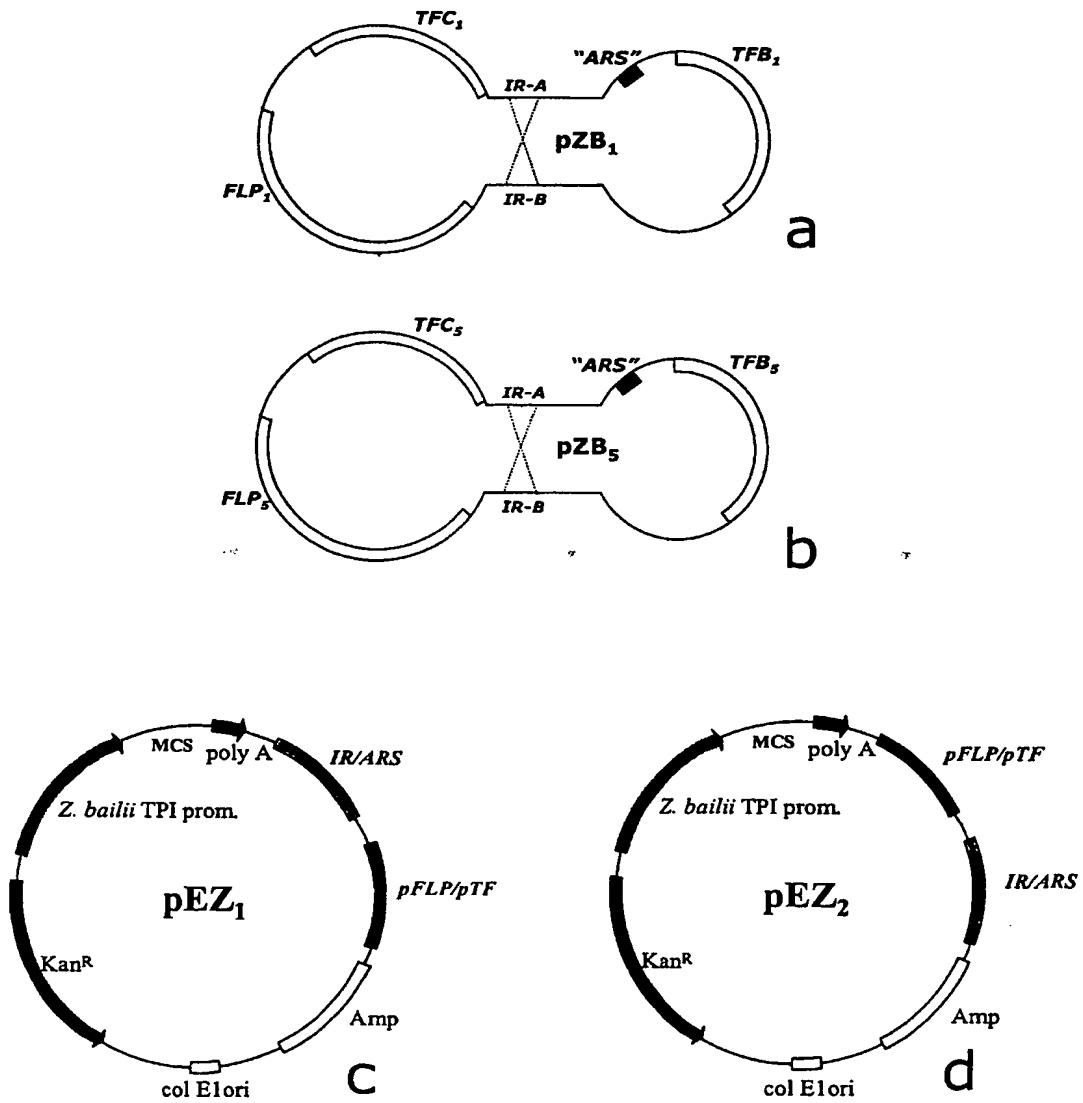 TFC₁
"ARS"
TFB₁
IR-A
pZB₁
FLP₁
IR-B
a
TFC₅
"ARS"
TFB₅
IR-A
pZB₅
FLP₅
IR-B
b
MCS
poly A
IR/ARS
Z. bailii TPI prom.
pEZ₁
pFLP/pTF
Kanᴿ
Amp
col E1ori
c
MCS
poly A
pFLP/pTF
Z. bailii TPI prom.
pEZ₂
IR/ARS
Kanᴿ
Amp
col E1ori
d